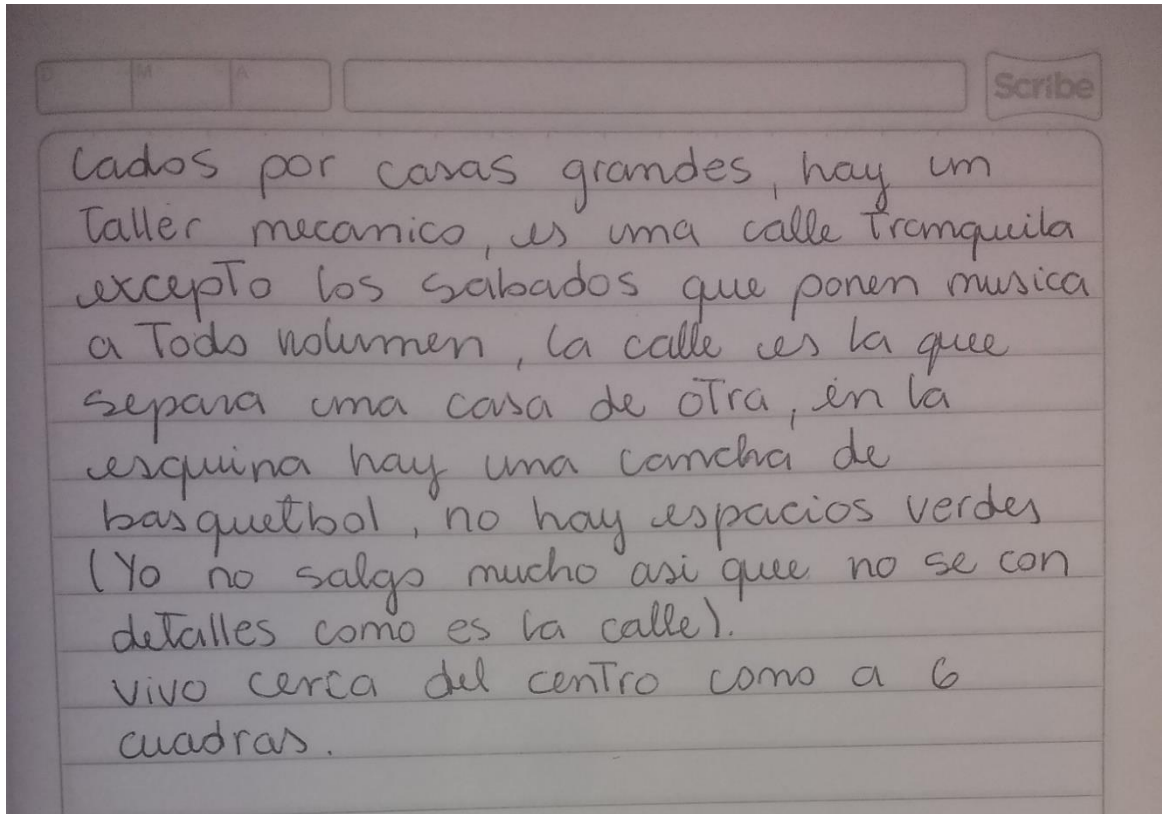 D M A
Scribe
lados por casas grandes, hay un
Taller mecanico, es una calle Tranquila
excepto los sabados que ponen musica
a Todo volumen, la calle es la que
separa una casa de otra, en la
esquina hay una cancha de
basquetbol, no hay espacios verdes
(Yo no salgo mucho asi que no se con
detalles como es la calle).
vivo cerca del centro como a 6
cuadras.